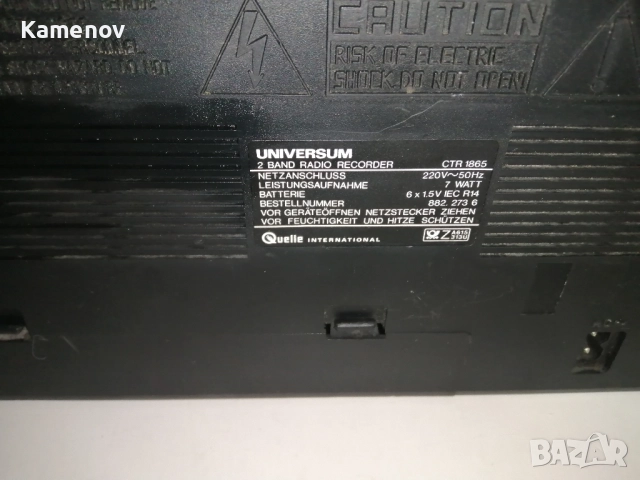 Kamenov
CAUTION
RISK OF ELECTRIC
SHOCK. DO NOT OPEN!
UNIVERSUM
2 BAND RADIO RECORDER CTR 1865
NETZANSCHLUSS 220V~50Hz
LEISTUNGSAUFNAHME 7 WATT
BATTERIE 6 x 1.5V IEC R14
BESTELLNUMMER 882. 273 6
VOR GERÄTEÖFFNEN NETZSTECKER ZIEHEN
VOR FEUCHTIGKEIT UND HITZE SCHÜTZEN
Quelle INTERNATIONAL
Z A615
313U
BAZAR